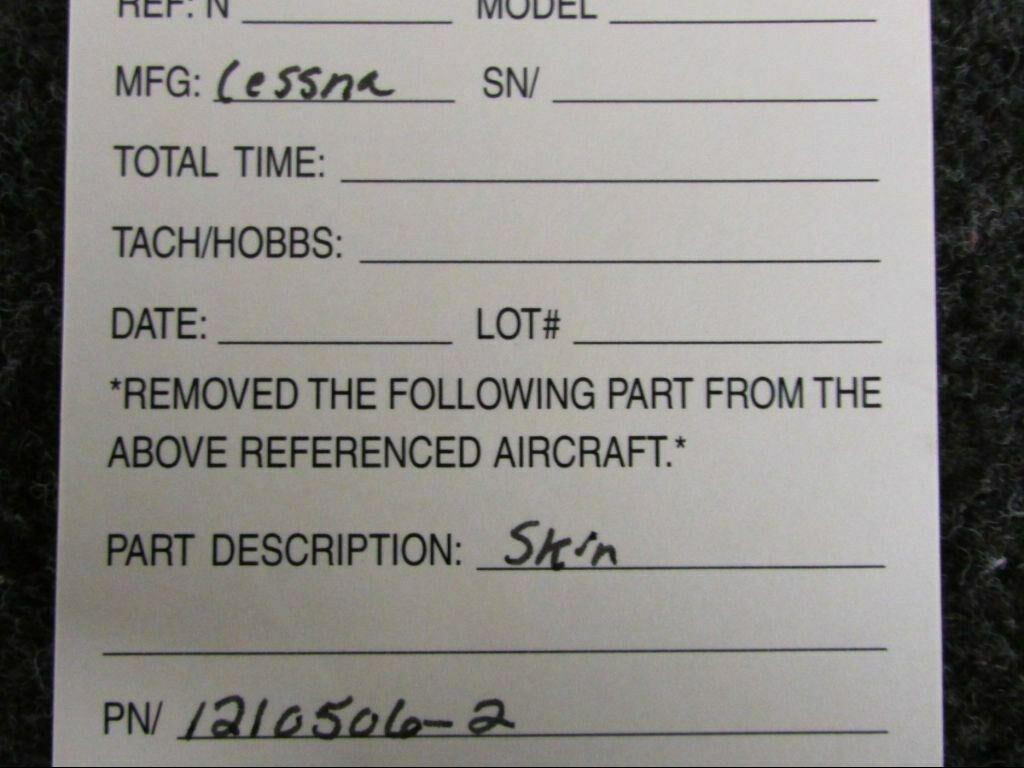 REF: N MODEL
MFG: Cessna SN/
TOTAL TIME:
TACH/HOBBS:
DATE: LOT#
*REMOVED THE FOLLOWING PART FROM THE
ABOVE REFERENCED AIRCRAFT.*
PART DESCRIPTION: Skin
PN/ 1210506-2